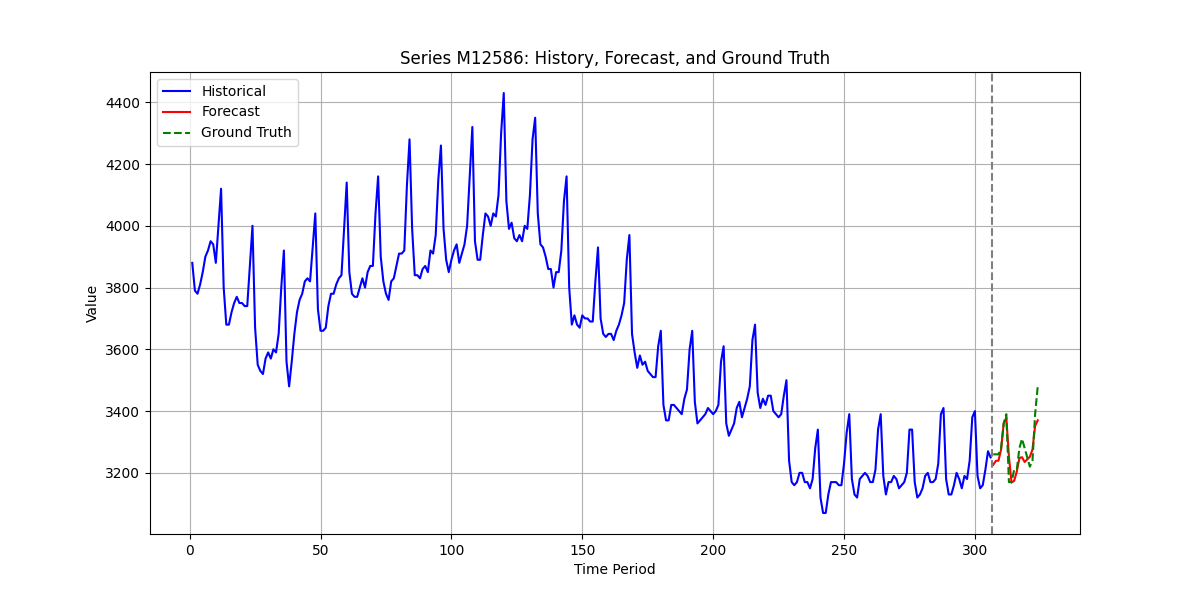 Series M12586: History, Forecast, and Ground Truth
Historical
Forecast
Ground Truth
Value
4400
4200
4000
3800
3600
3400
3200
0 50 100 150 200 250 300
Time Period